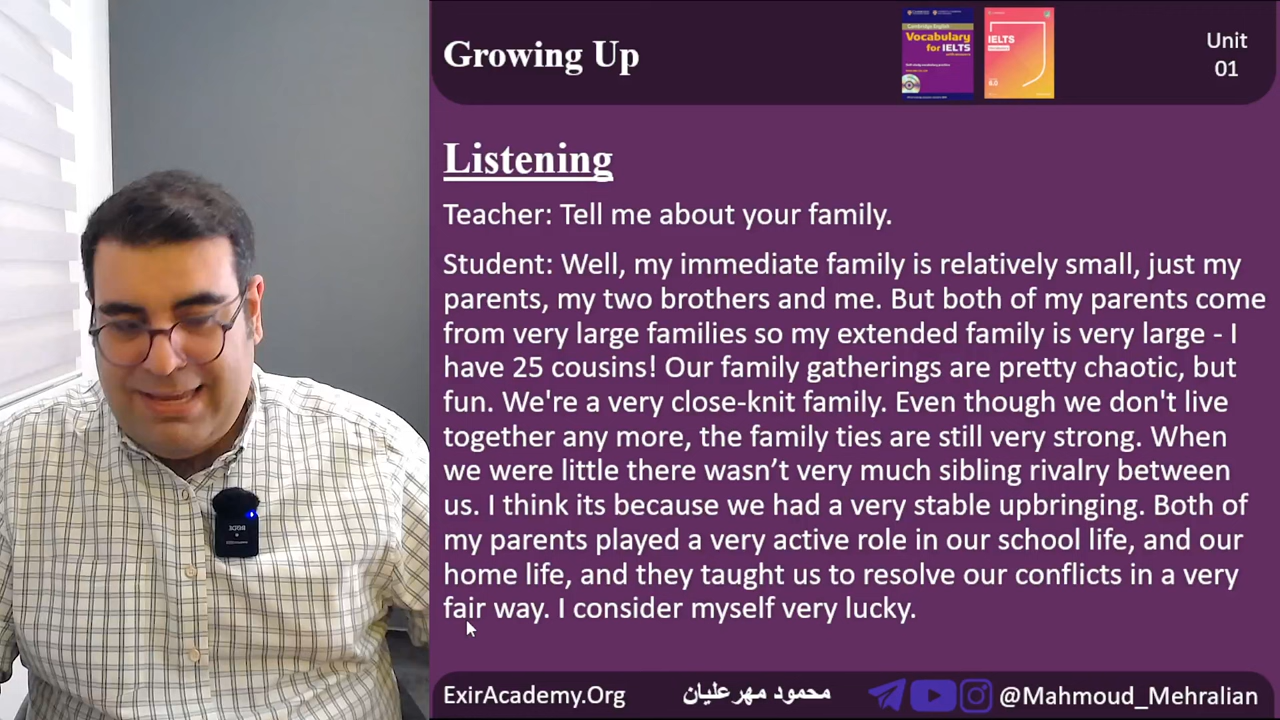 Growing Up
Cambridge English
Vocabulary
for IELTS
IELTS
Unit
01
Listening
Teacher: Tell me about your family.
Student: Well, my immediate family is relatively small, just my
parents, my two brothers and me. But both of my parents come
from very large families so my extended family is very large - I
have 25 cousins! Our family gatherings are pretty chaotic, but
fun. We're a very close-knit family. Even though we don't live
together any more, the family ties are still very strong. When
we were little there wasn’t very much sibling rivalry between
us. I think its because we had a very stable upbringing. Both of
my parents played a very active role in our school life, and our
home life, and they taught us to resolve our conflicts in a very
fair way. I consider myself very lucky.
ExirAcademy.Org
محمود مهرعلیان
@Mahmoud_Mehralian